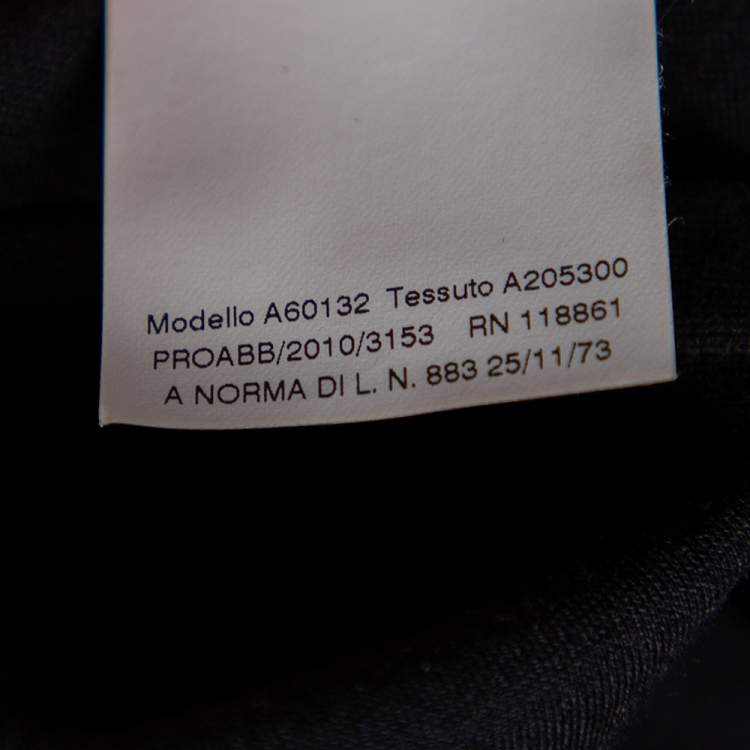 Modello A60132 Tessuto A205300
PROABB/2010/3153 RN 118861
A NORMA DI L. N. 883 25/11/73